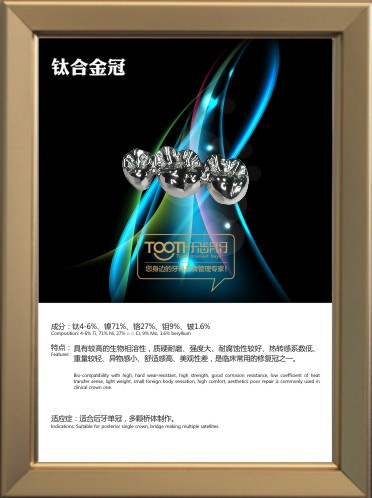 钛合金冠
TOOTI
您身边的牙科品牌管理专家！
成分：钛4-6%、镍71%、铬27%、钼9%、铍1.6%
Composition: 4-6% Ti, 71% Ni, 27% Cr, 9% Mo, 1.6% beryllium
特点：具有较高的生物相溶性，质硬耐磨、强度大、耐腐蚀性较好、热转感系数低、
Features
重量较轻、异物感小、舒适感高、美观性差，是临床常用的修复冠之一。
Bio-compatibility with high, hard wear-resistant, high strength, good corrosion resistance, low coefficient of heat
transfer sense, light weight, small foreign body sensation, high comfort, aesthetics poor repair is commonly used in
clinical crown one.
适应症：适合后牙单冠，多颗桥体制作。
Indications: Suitable for posterior single crown, bridge making multiple satellites.